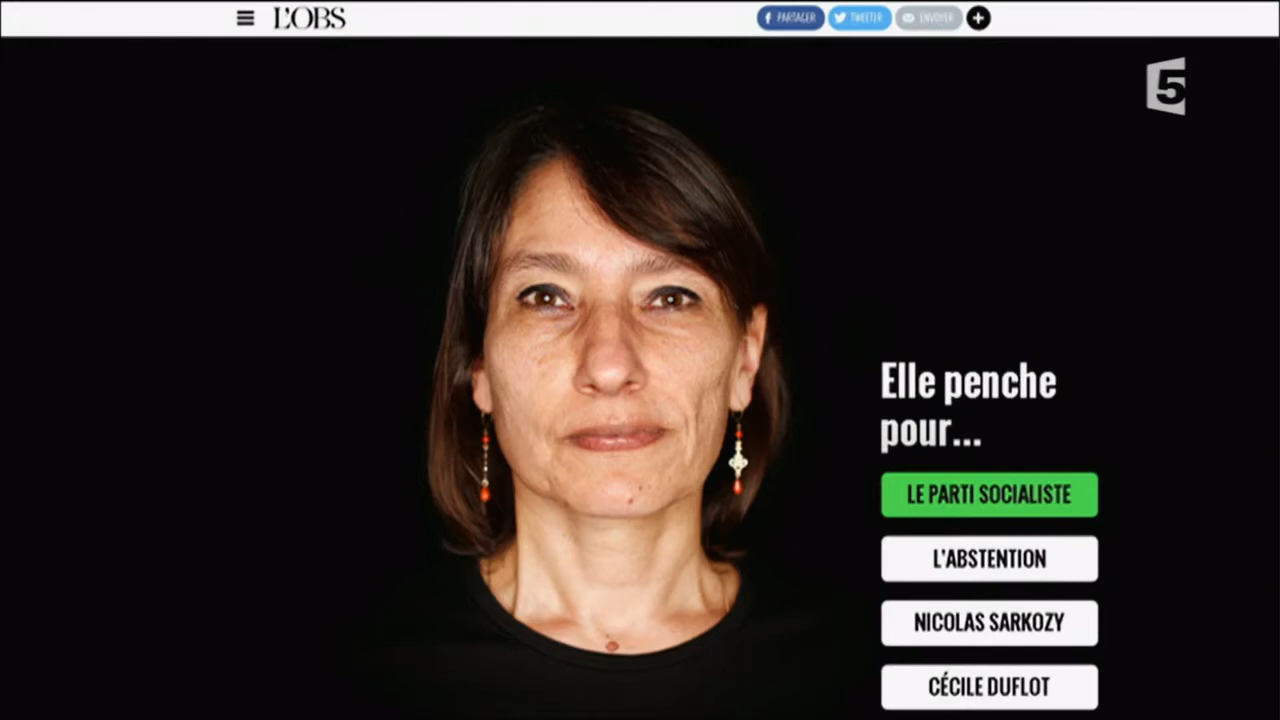 L'OBS
PARTAGER
TWEETER
ENVOYER
5
Elle penche
pour...
LE PARTI SOCIALISTE
L'ABSTENTION
NICOLAS SARKOZY
CÉCILE DUFLOT